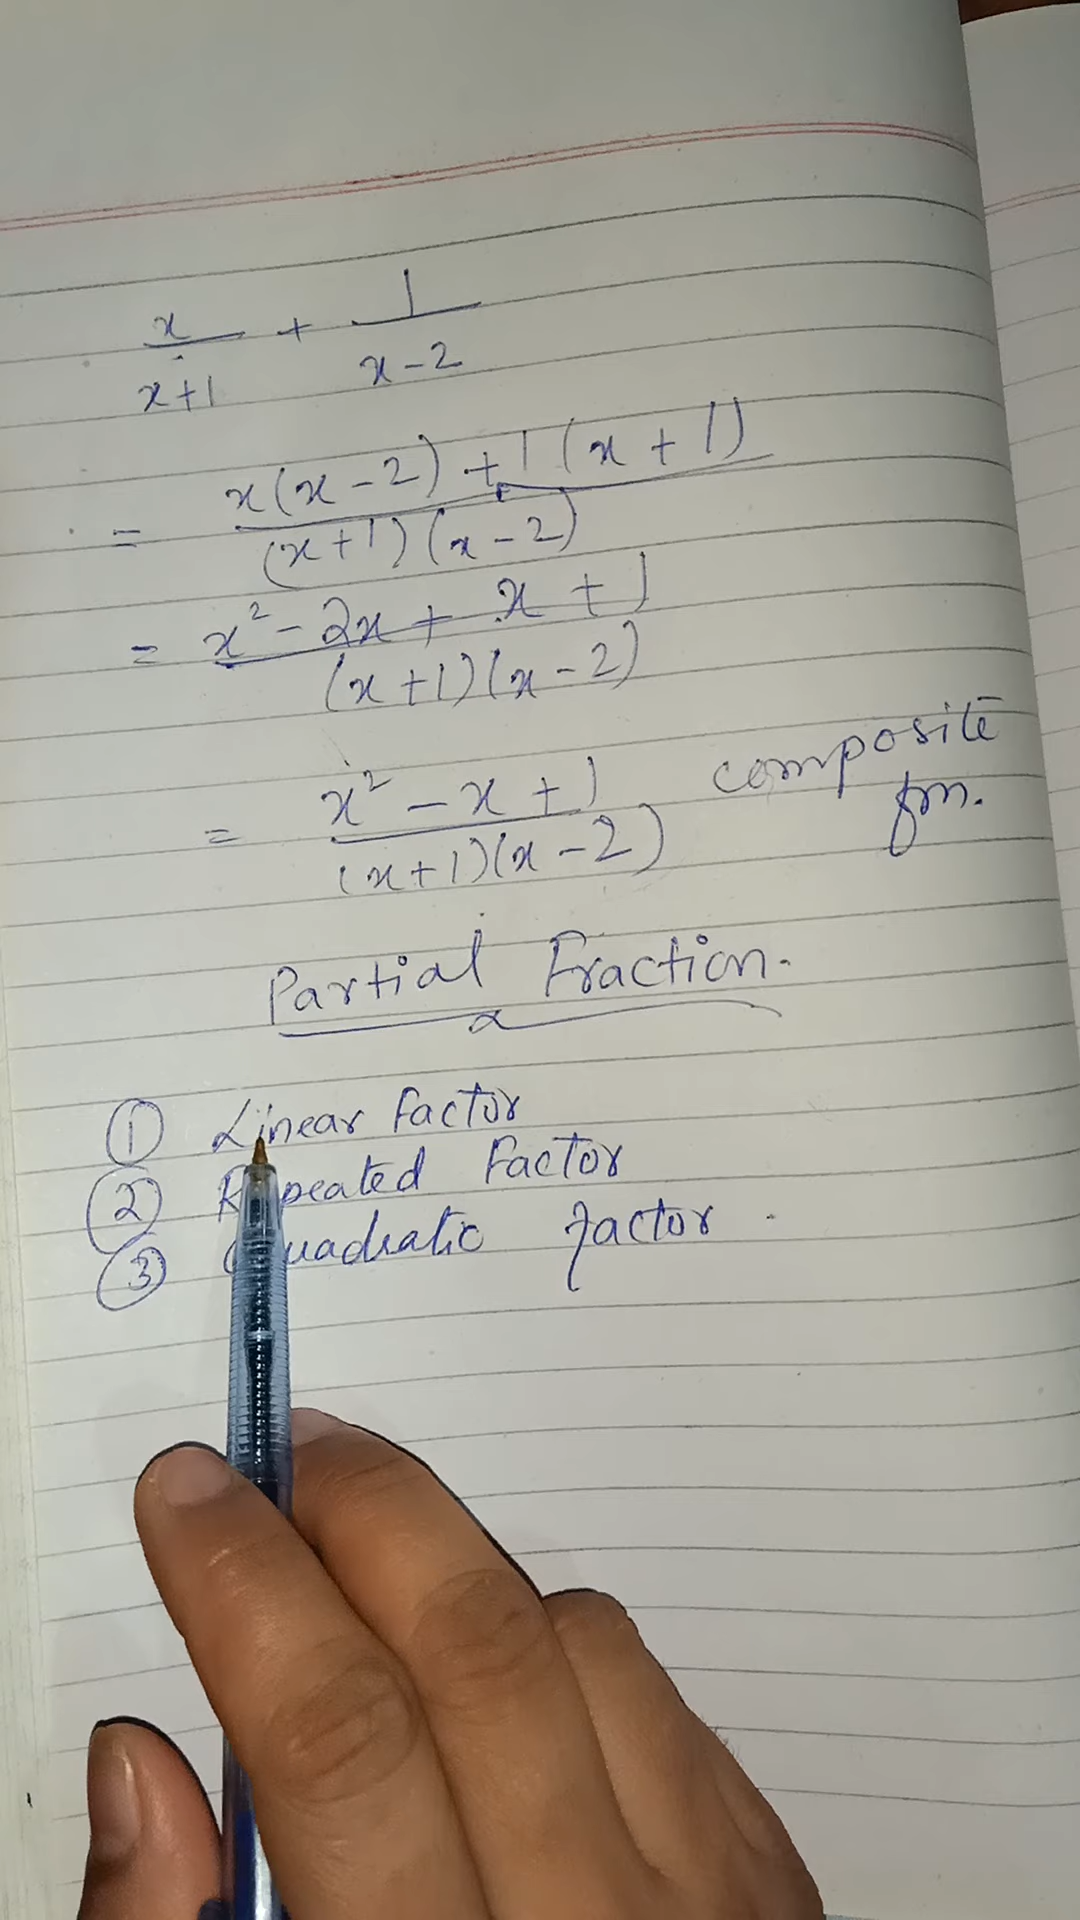 x/x+1 + 1/x-2
= x(x-2)+1(x+1)/(x+1)(x-2)
= x²-2x+x+1/(x+1)(x-2)
= x²-x+1/(x+1)(x-2) composite
fm.
Partial Fraction.
① Linear Factor
② Repeated Factor
③ Quadratic factor.